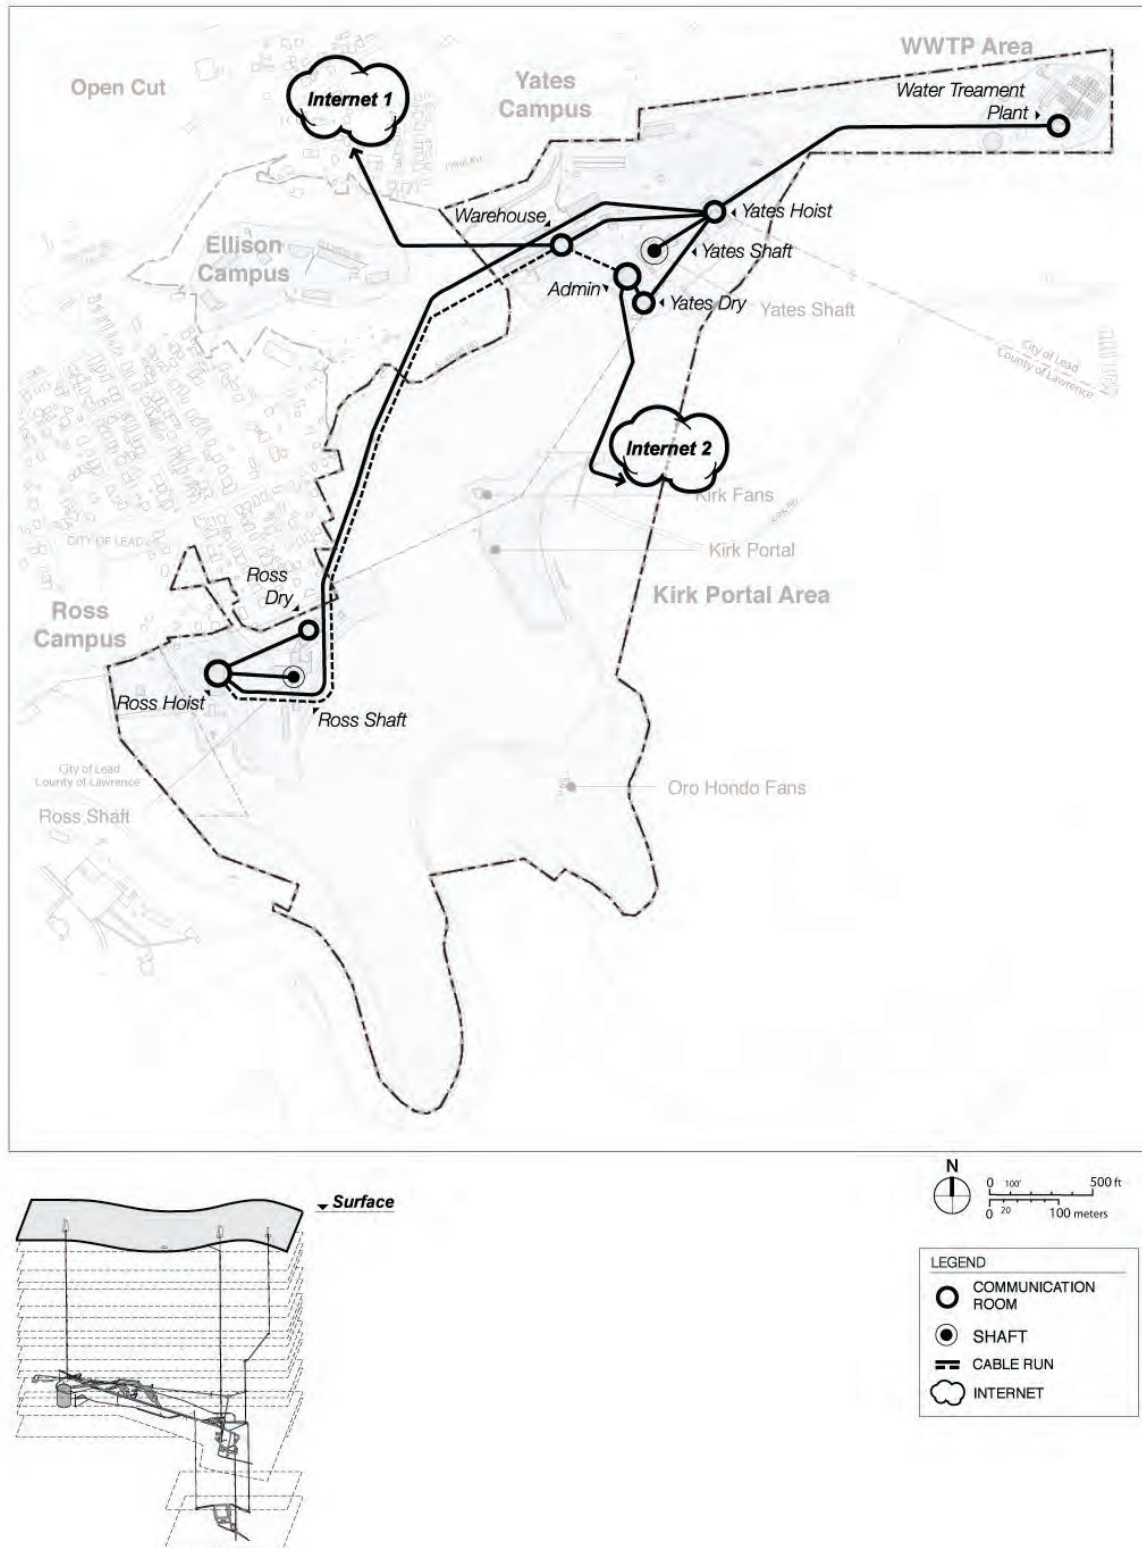 Open Cut
Internet 1
Yates
Campus
WWTP Area
Water Treament
Plant
Warehouse
Yates Hoist
Ellison
Campus
Yates Shaft
Admin
Yates Dry
Yates Shaft
City of Lead
County of Lawrence
Internet 2
Kirk Fans
KIRK RD
CITY OF LEAD
Kirk Portal
Ross
Dry
Kirk Portal Area
Ross
Campus
Ross Hoist
Ross Shaft
City of Lead
County of Lawrence
Oro Hondo Fans
Ross Shaft
Surface
N
0 100' 500 ft
0 20 100 meters
LEGEND
COMMUNICATION
ROOM
SHAFT
CABLE RUN
INTERNET